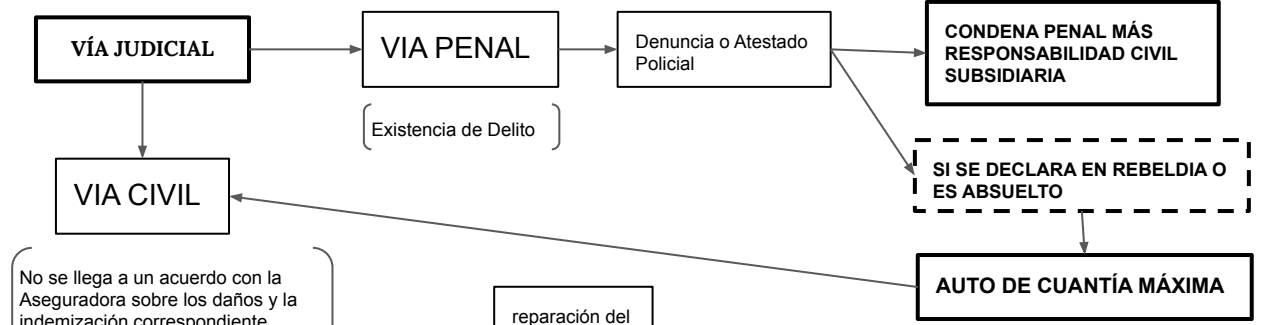 VÍA JUDICIAL
VIA PENAL
Denuncia o Atestado
Policial
CONDENA PENAL MÁS
RESPONSABILIDAD CIVIL
SUBSIDIARIA
Existencia de Delito
SI SE DECLARA EN REBELDIA O
ES ABSUELTO
VIA CIVIL
AUTO DE CUANTÍA MÁXIMA
No se llega a un acuerdo con la
Aseguradora sobre los daños y la
indemización correspondiente
reparación del